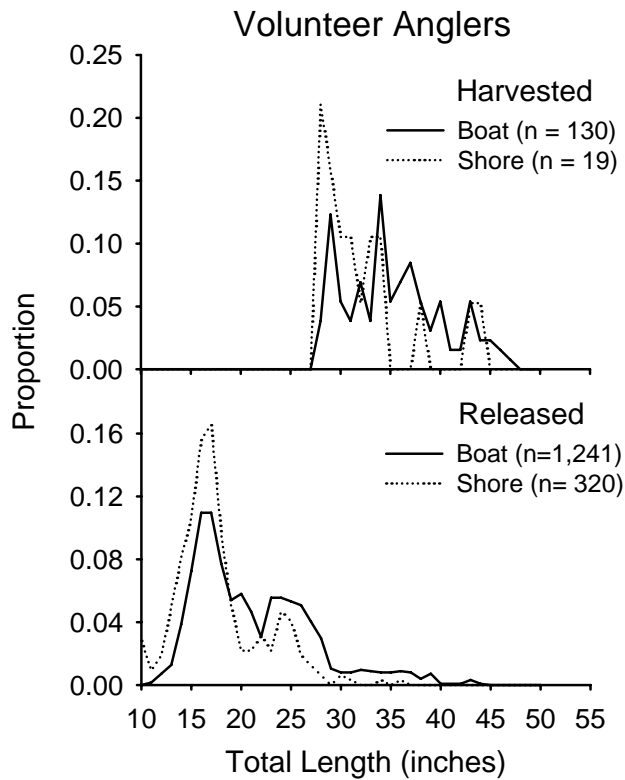 Volunteer Anglers
Harvested
Boat (n = 130)
Shore (n = 19)
0.25
0.20
0.15
0.10
0.05
0.00
Proportion
Released
Boat (n=1,241)
Shore (n= 320)
0.16
0.12
0.08
0.04
0.00
10 15 20 25 30 35 40 45 50 55
Total Length (inches)